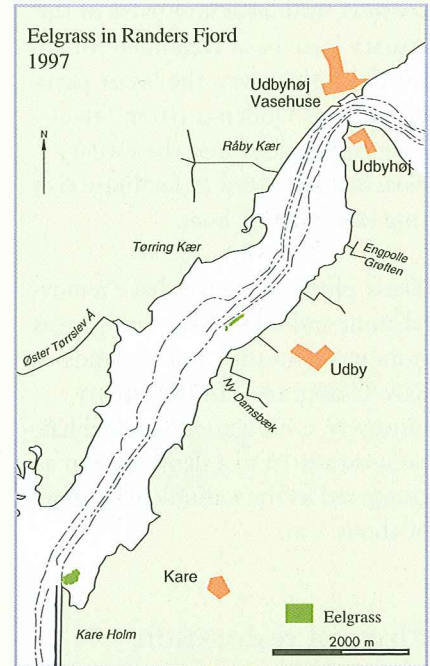 Eelgrass in Randers Fjord
1997
Udbyhøj
Vasehuse
N
Råby Kær
Udbyhøj
Tørring Kær
Engpolle
Grøften
Øster Tørrslev Å
Udby
Ny Damsbæk
Kare
Eelgrass
Kare Holm
2000 m